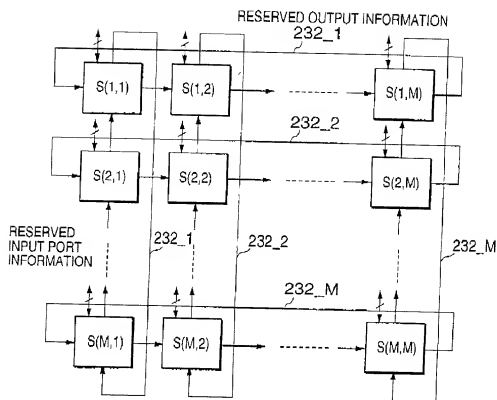 RESERVED OUTPUT INFORMATION
232_1
S(1,1) S(1,2) S(1,M)
232_2
S(2,1) S(2,2) S(2,M)
RESERVED
INPUT PORT
INFORMATION
232_1 232_2 232_M
232_M
S(M,1) S(M,2) S(M,M)